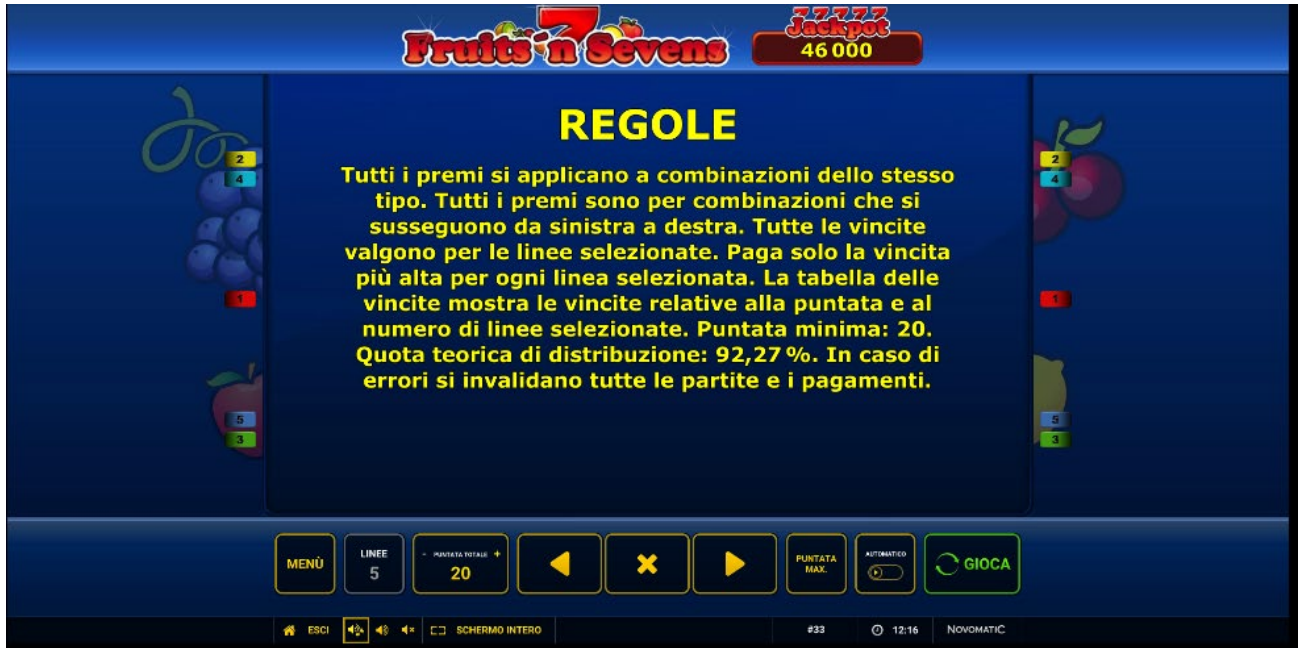 Fruits'n Sevens
77777
Jackpot
46 000
REGOLE
Tutti i premi si applicano a combinazioni dello stesso
tipo. Tutti i premi sono per combinazioni che si
susseguono da sinistra a destra. Tutte le vincite
valgono per le linee selezionate. Paga solo la vincita
più alta per ogni linea selezionata. La tabella delle
vincite mostra le vincite relative alla puntata e al
numero di linee selezionate. Puntata minima: 20.
Quota teorica di distribuzione: 92,27 %. In caso di
errori si invalidano tutte le partite e i pagamenti.
2 2
4 4
1 1
5 5
3 3
MENÙ
LINEE
5
- PUNTATA TOTALE +
20
PUNTATA
MAX.
AUTOMATICO
GIOCA
ESCI
SCHERMO INTERO
#33
12:16
NOVOMATIC